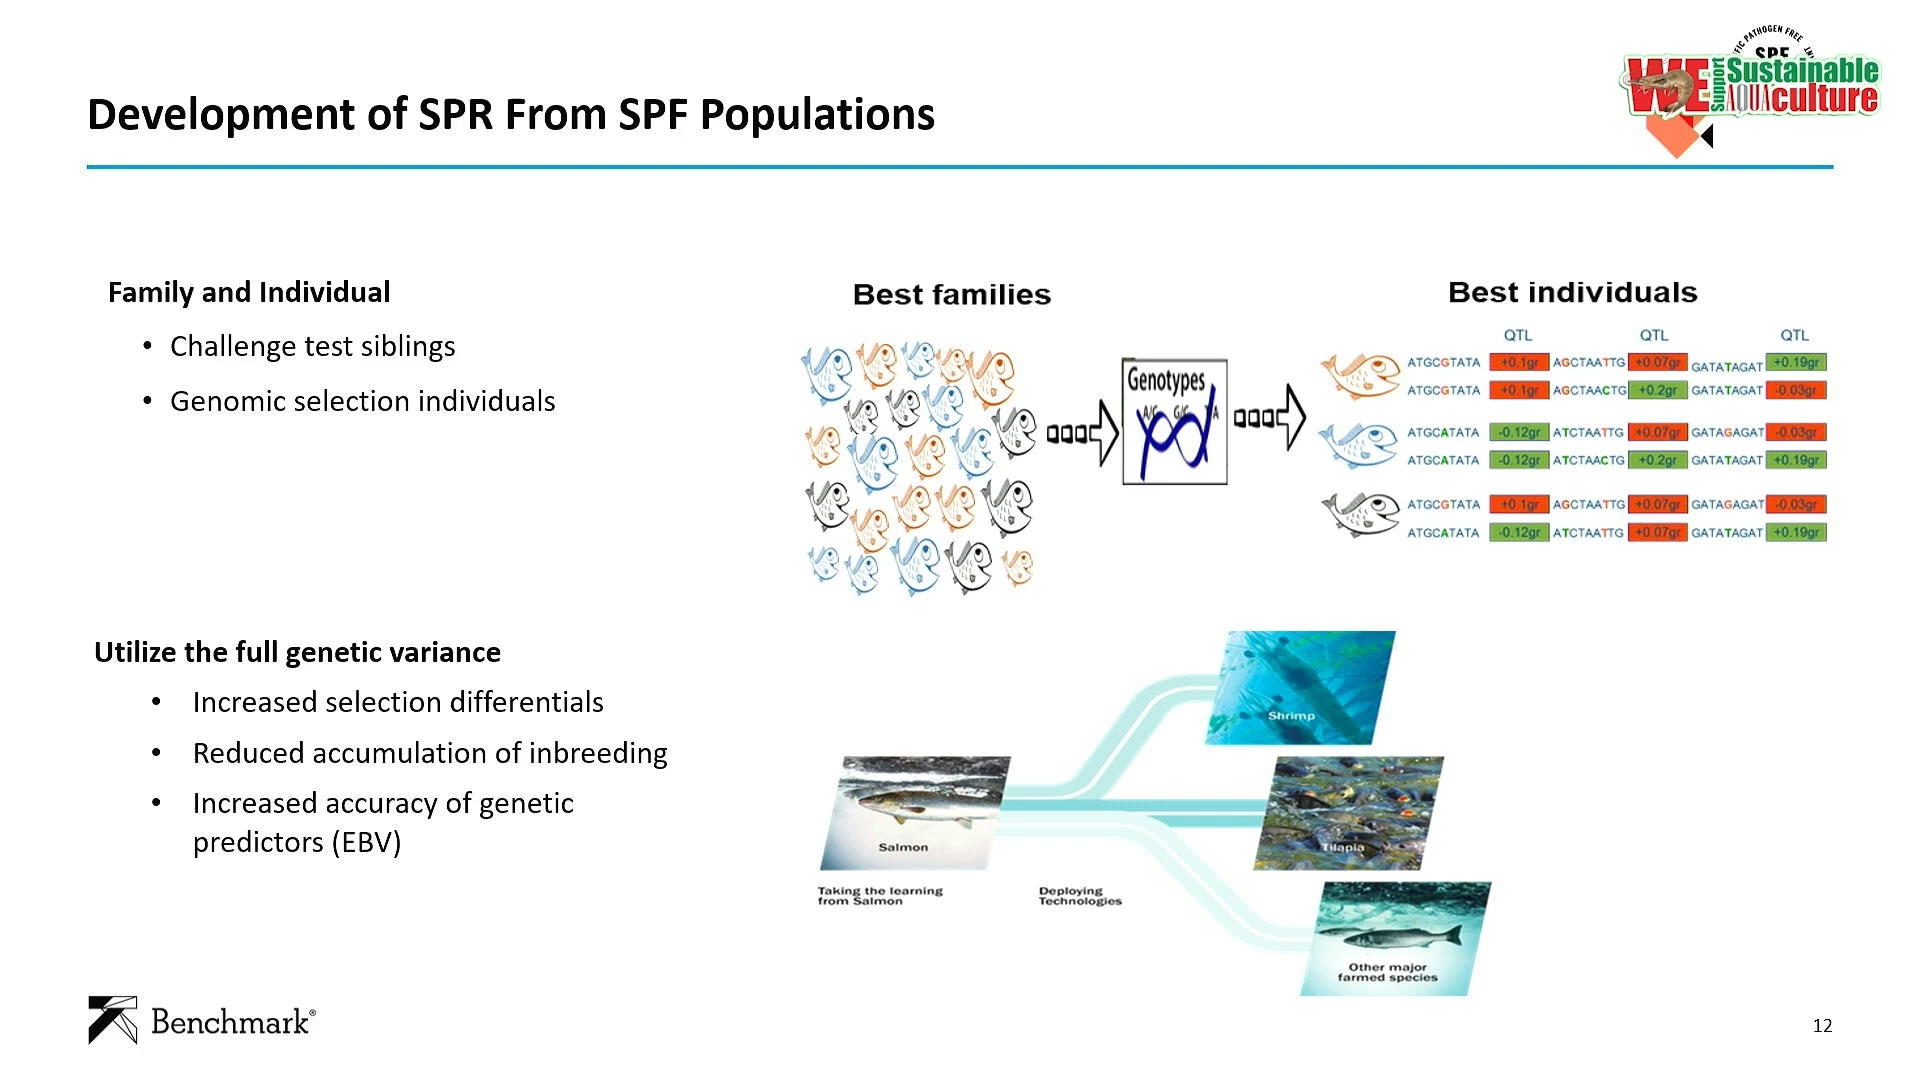 Development of SPR From SPF Populations
PATHOGEN FREE
SPF
WE Support Sustainable
AQUAculture
Family and Individual
• Challenge test siblings
• Genomic selection individuals
Best families
Genotypes
A/C G/C
Best individuals
QTL QTL QTL
ATGCGTATA +0.1gr AGCTAATTG +0.07gr GATATAGAT +0.19gr
ATGCGTATA +0.1gr AGCTAACTG +0.2gr GATATAGAT -0.03gr
ATGCATATA -0.12gr ATCTAATTG +0.07gr GATAGAGAT -0.03gr
ATGCATATA -0.12gr ATCTAACTG +0.2gr GATATAGAT +0.19gr
ATGCGTATA +0.1gr AGCTAATTG +0.07gr GATAGAGAT -0.03gr
ATGCATATA -0.12gr ATCTAATTG +0.07gr GATATAGAT +0.19gr
Utilize the full genetic variance
• Increased selection differentials
• Reduced accumulation of inbreeding
• Increased accuracy of genetic
predictors (EBV)
Shrimp
Salmon
Tilapia
Taking the learning
from Salmon
Deploying
Technologies
Other major
farmed species
Benchmark®
12